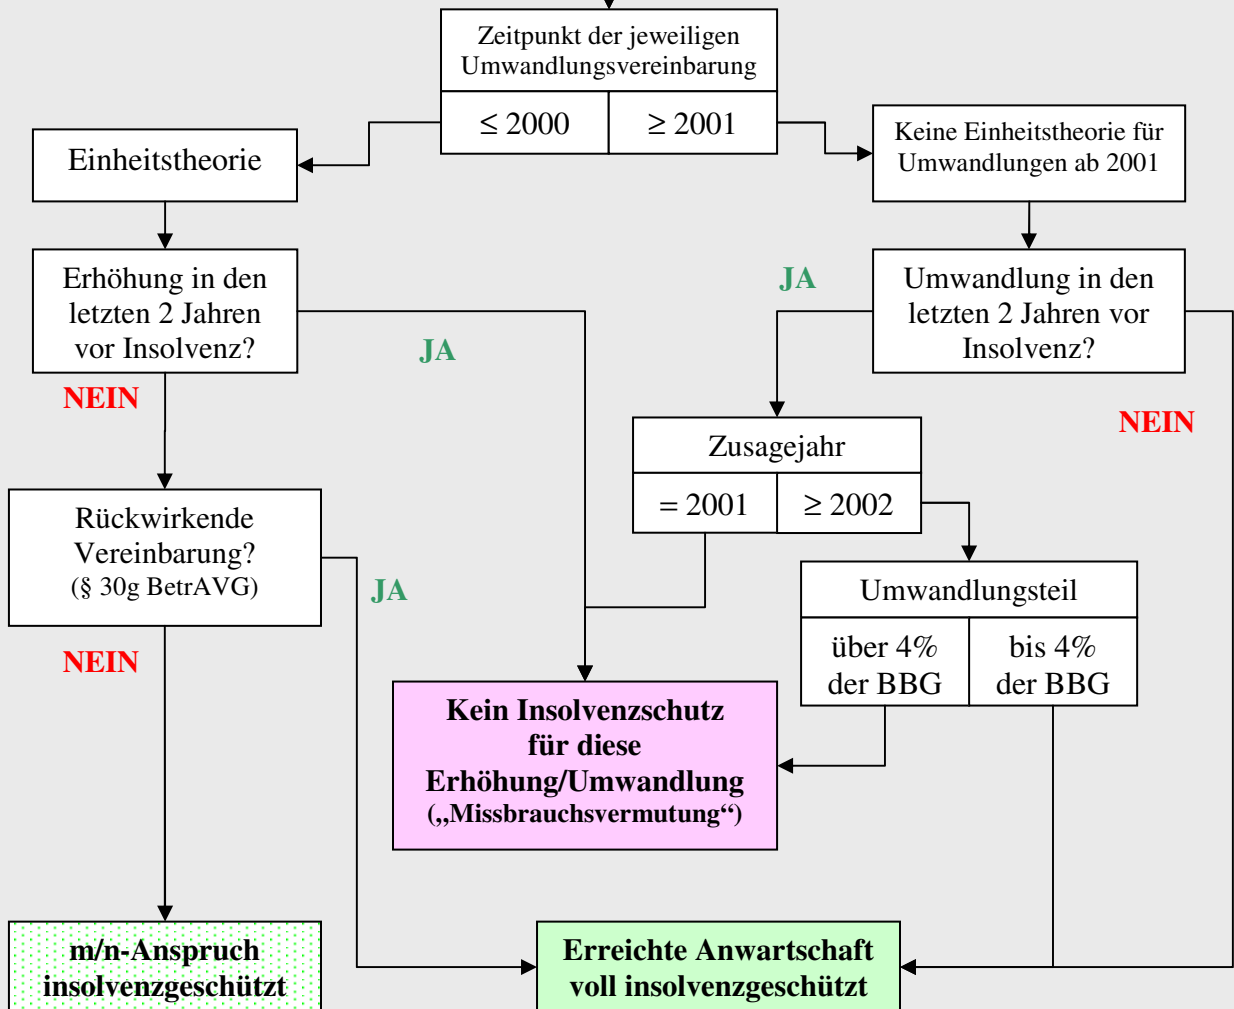 Zeitpunkt der jeweiligen
Umwandlungsvereinbarung
≤ 2000
≥ 2001
Einheitstheorie
Keine Einheitstheorie für
Umwandlungen ab 2001
Erhöhung in den
letzten 2 Jahren
vor Insolvenz?
JA
NEIN
Umwandlung in den
letzten 2 Jahren vor
Insolvenz?
JA
NEIN
Zusagejahr
= 2001
≥ 2002
Rückwirkende
Vereinbarung?
(§ 30g BetrAVG)
JA
NEIN
Umwandlungsteil
über 4%
der BBG
bis 4%
der BBG
Kein Insolvenzschutz
für diese
Erhöhung/Umwandlung
(„Missbrauchsvermutung“)
m/n-Anspruch
insolvenzgeschützt
Erreichte Anwartschaft
voll insolvenzgeschützt